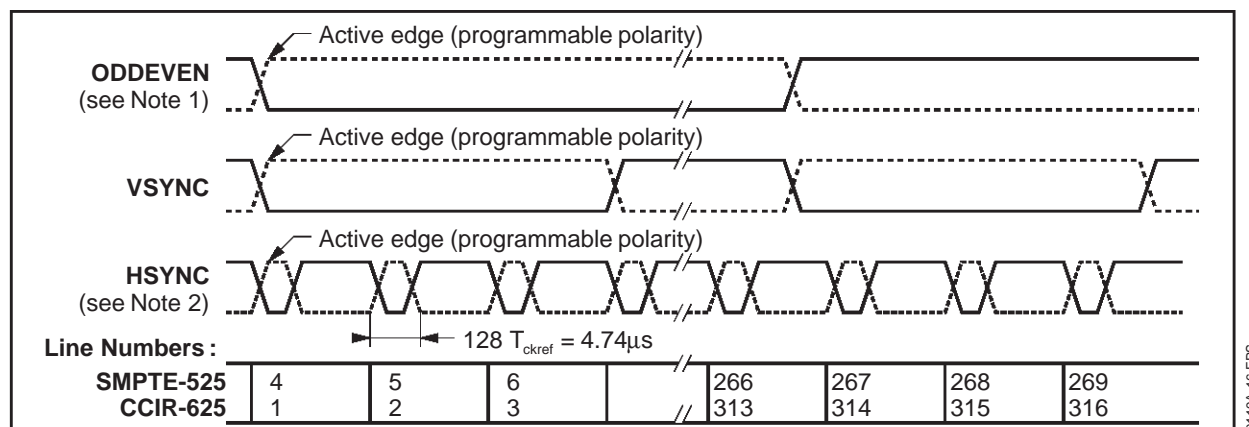 Active edge (programmable polarity)
ODDEVEN
(see Note 1)
Active edge (programmable polarity)
VSYNC
Active edge (programmable polarity)
HSYNC
(see Note 2)
128 Tckref = 4.74µs
Line Numbers :
SMPTE-525 4 5 6 266 267 268 269
CCIR-625 1 2 3 313 314 315 316